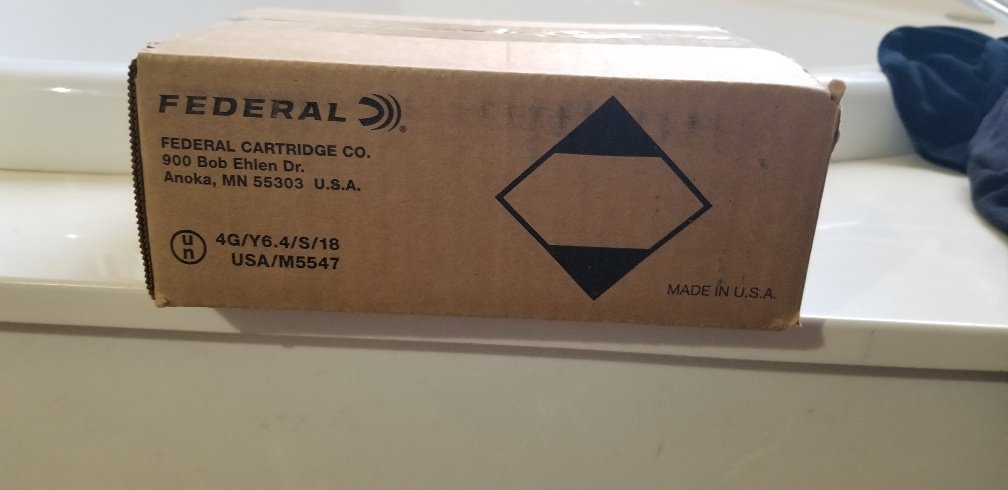 FEDERAL ®
FEDERAL CARTRIDGE CO.
900 Bob Ehlen Dr.
Anoka, MN 55303 U.S.A.
un
4G/Y6.4/S/18
USA/M5547
MADE IN U.S.A.